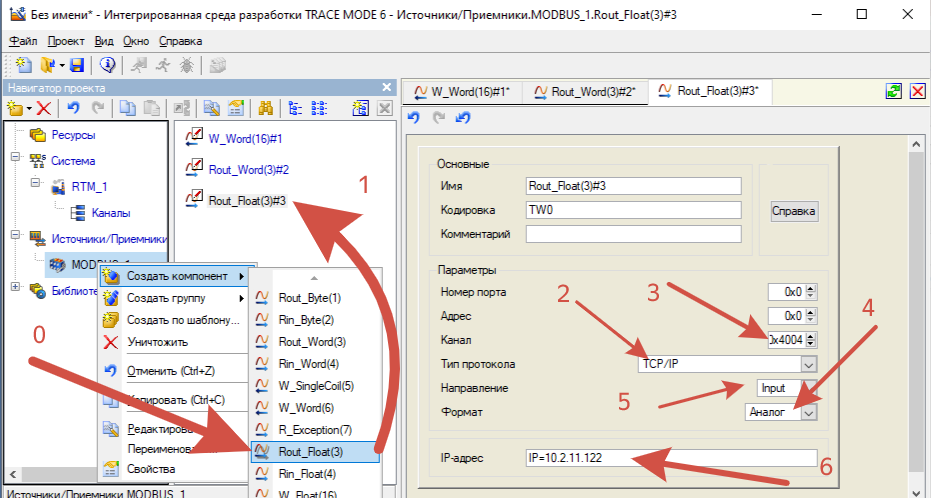 Без имени* - Интегрированная среда разработки TRACE MODE 6 - Источники/Приемники.MODBUS_1.Rout_Float(3)#3
Файл Проект Вид Окно Справка
Навигатор проекта
Ресурсы
Система
RTM_1
Каналы
Источники/Приемники
MODBUS_1
Библиоте
W_Word(16)#1
Rout_Word(3)#2
Rout_Float(3)#3
1
0
Создать компонент
Создать группу
Создать по шаблону...
Уничтожить
Отменить (Ctrl+Z)
Копировать (Ctrl+C)
Редактирова
Переименова
Свойства
Rout_Byte(1)
Rin_Byte(2)
Rout_Word(3)
Rin_Word(4)
W_SingleCoil(5)
W_Word(6)
R_Exception(7)
Rout_Float(3)
Rin_Float(4)
W_Float(16)
Источники/Приемники.MODBUS_1
W_Word(16)#1* Rout_Word(3)#2* Rout_Float(3)#3*
Основные
Имя Rout_Float(3)#3
Кодировка TW0
Комментарий
Справка
Параметры
Номер порта 0x0
Адрес 0x0
Канал 0x4004
Тип протокола TCP/IP
Направление Input
Формат Аналог
IP-адрес IP=10.2.11.122
2
3
4
5
6